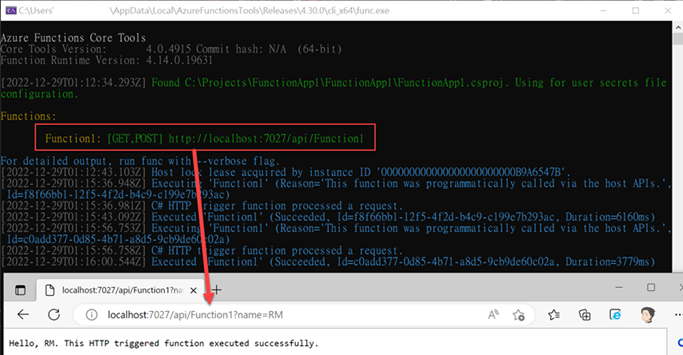 C:\Users\ \AppData\Local\AzureFunctionsTools\Releases\4.30.0\cli_x64\func.exe
Azure Functions Core Tools
Core Tools Version: 4.0.4915 Commit hash: N/A (64-bit)
Function Runtime Version: 4.14.0.19631
[2022-12-29T01:12:34.293Z] Found C:\Projects\FunctionApp1\FunctionApp1\FunctionApp1.csproj. Using for user secrets file
configuration.
Functions:
Function1: [GET,POST] http://localhost:7027/api/Function1
For detailed output, run func with --verbose flag.
[2022-12-29T01:12:43.103Z] Host lock lease acquired by instance ID '000000000000000000000000B9A6547B'.
[2022-12-29T01:15:36.948Z] Executing 'Function1' (Reason='This function was programmatically called via the host APIs.',
Id=f8f66bb1-12f5-4f2d-b4c9-c199e7b293ac)
[2022-12-29T01:15:36.981Z] C# HTTP trigger function processed a request.
[2022-12-29T01:15:43.092Z] Executed 'Function1' (Succeeded, Id=f8f66bb1-12f5-4f2d-b4c9-c199e7b293ac, Duration=6160ms)
[2022-12-29T01:15:56.753Z] Executing 'Function1' (Reason='This function was programmatically called via the host APIs.',
Id=c0add377-0d85-4b71-a8d5-9cb9de60c02a)
[2022-12-29T01:15:56.758Z] C# HTTP trigger function processed a request.
[2022-12-29T01:16:00.544Z] Executed 'Function1' (Succeeded, Id=c0add377-0d85-4b71-a8d5-9cb9de60c02a, Duration=3779ms)
localhost:7027/api/Function1?nam
localhost:7027/api/Function1?name=RM
Hello, RM. This HTTP triggered function executed successfully.